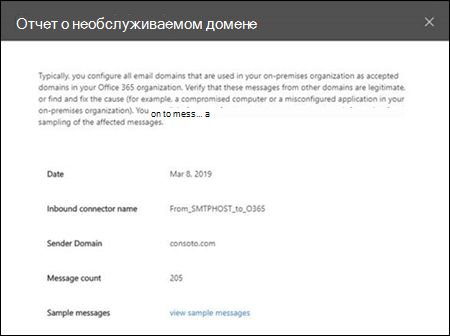 Отчет о необслуживаемом домене
Typically, you configure all email domains that are used in your on-premises organization as accepted
domains in your Office 365 organization. Verify that these messages from other domains are legitimate,
or find and fix the cause (for example, a compromised computer or a misconfigured application in your
on-premises organization). You
on to mess... a
sampling of the affected messages.
Date Mar 8, 2019
Inbound connector name From_SMTPHOST_to_O365
Sender Domain consoto.com
Message count 205
Sample messages view sample messages